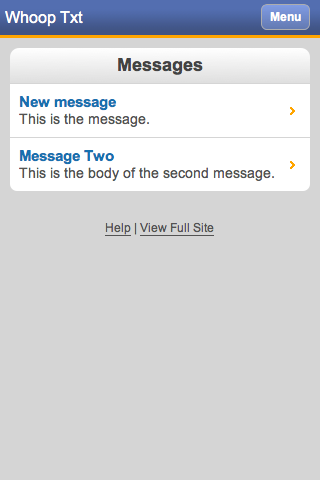 Whoop Txt
Menu
Messages
New message
This is the message.
Message Two
This is the body of the second message.
Help | View Full Site